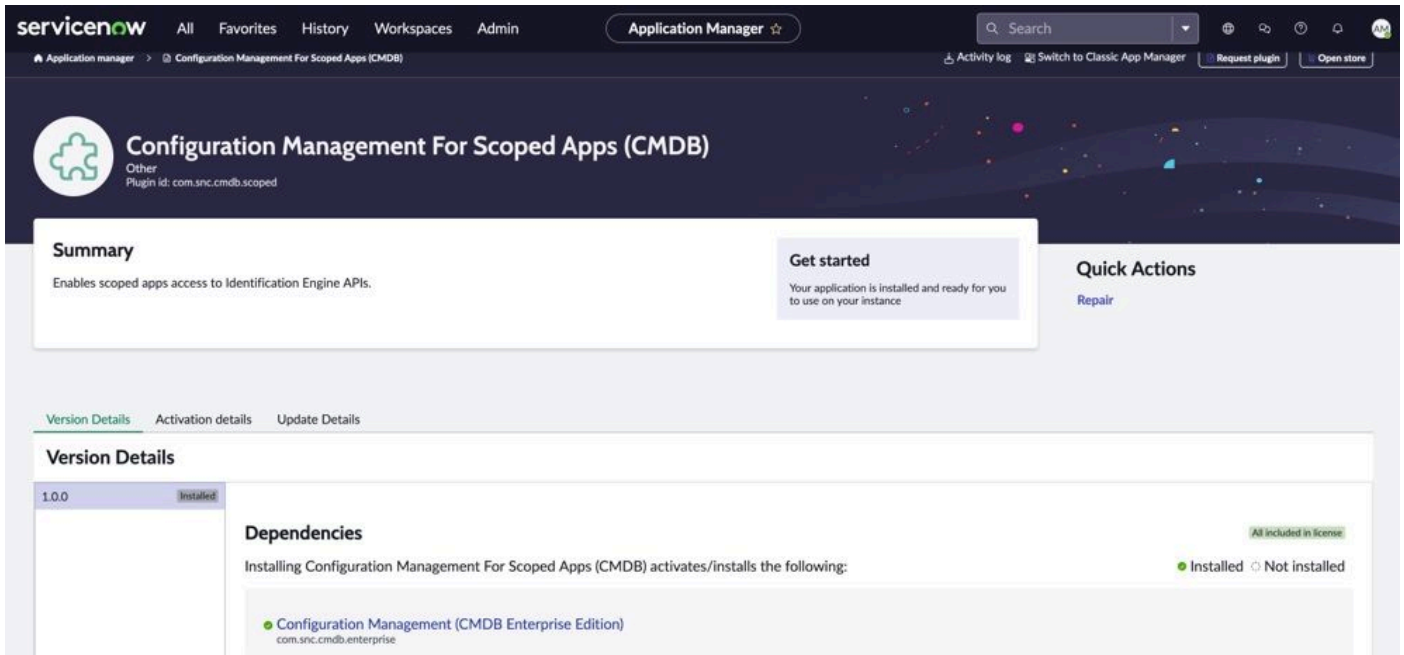 servicenow All Favorites History Workspaces Admin Application Manager ☆ Search AM
Application manager > Configuration Management For Scoped Apps (CMDB) Activity log Switch to Classic App Manager Request plugin Open store
Configuration Management For Scoped Apps (CMDB)
Other
Plugin id: com.snc.cmdb.scoped
Summary
Enables scoped apps access to Identification Engine APIs.
Get started
Your application is installed and ready for you
to use on your instance
Quick Actions
Repair
Version Details Activation details Update Details
Version Details
1.0.0 Installed
Dependencies All included in license
Installing Configuration Management For Scoped Apps (CMDB) activates/installs the following: Installed Not installed
Configuration Management (CMDB Enterprise Edition)
com.snc.cmdb.enterprise